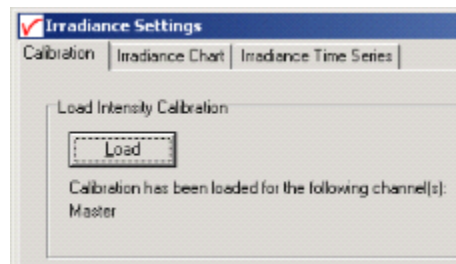 Irradiance Settings
Calibration Irradiance Chart Irradiance Time Series
Load Intensity Calibration
Load
Calibration has been loaded for the following channel(s):
Master